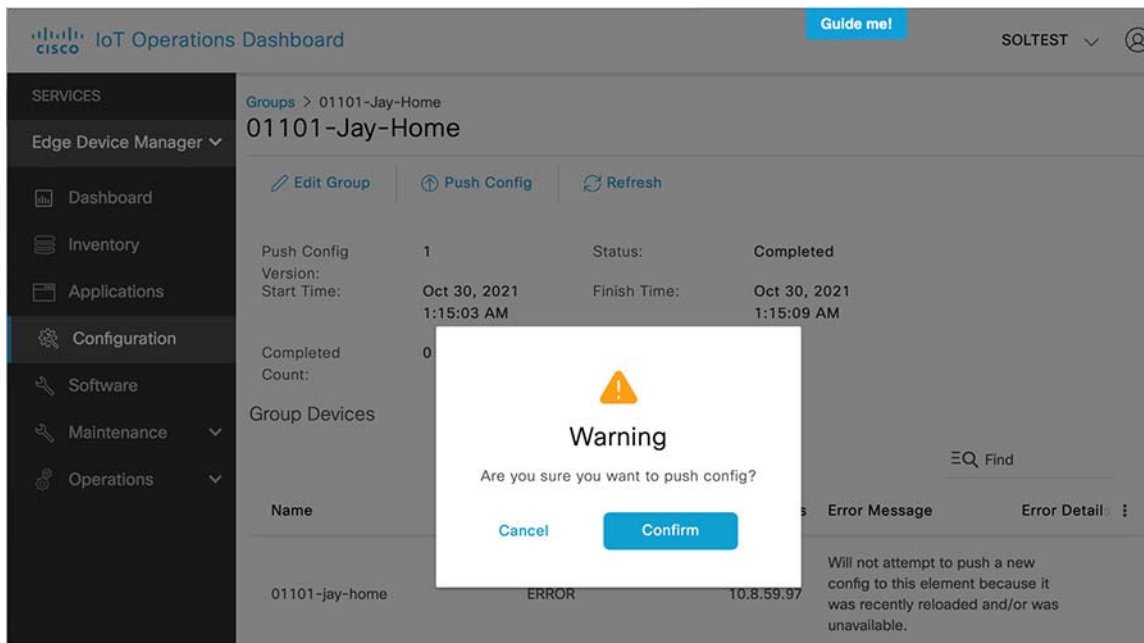 Guide me!
CISCO
IoT Operations Dashboard
SOLTEST
SERVICES
Edge Device Manager
Dashboard
Inventory
Applications
Configuration
Software
Maintenance
Operations
Groups > 01101-Jay-Home
01101-Jay-Home
Edit Group
Push Config
Refresh
Push Config Version:
1
Status:
Completed
Start Time:
Oct 30, 2021
1:15:03 AM
Finish Time:
Oct 30, 2021
1:15:09 AM
Completed
Count:
0
Group Devices
Warning
Are you sure you want to push config?
Cancel
Confirm
Find
Name
Error Message
Error Details
01101-jay-home
ERROR
10.8.59.97
Will not attempt to push a new
config to this element because it
was recently reloaded and/or was
unavailable.